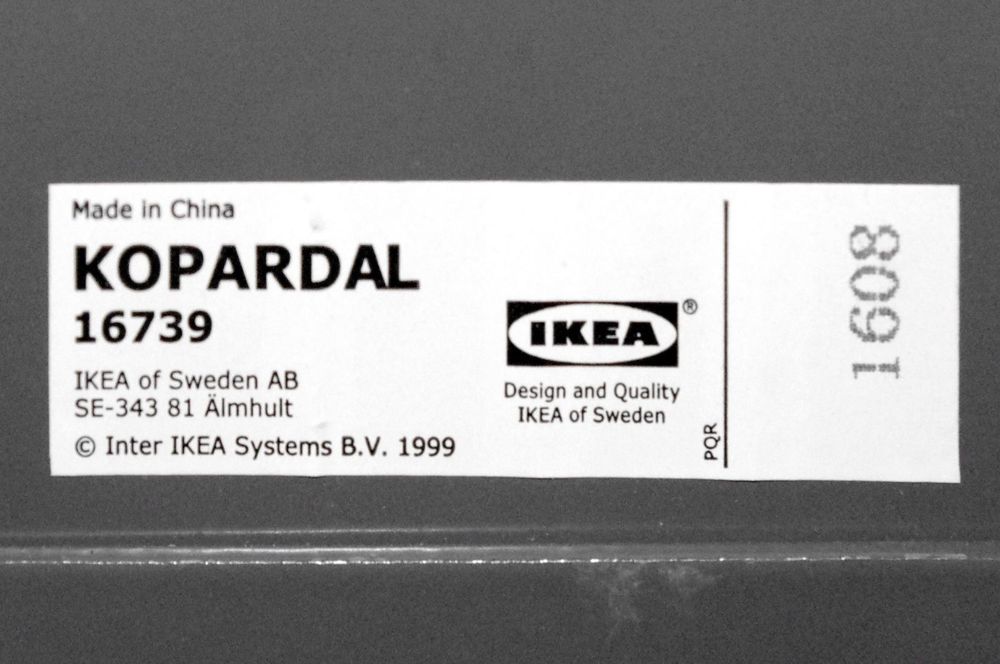 Made in China
KOPARDAL
16739
IKEA of Sweden AB
SE-343 81 Älmhult
© Inter IKEA Systems B.V. 1999
IKEA ®
Design and Quality
IKEA of Sweden
PQR
1608